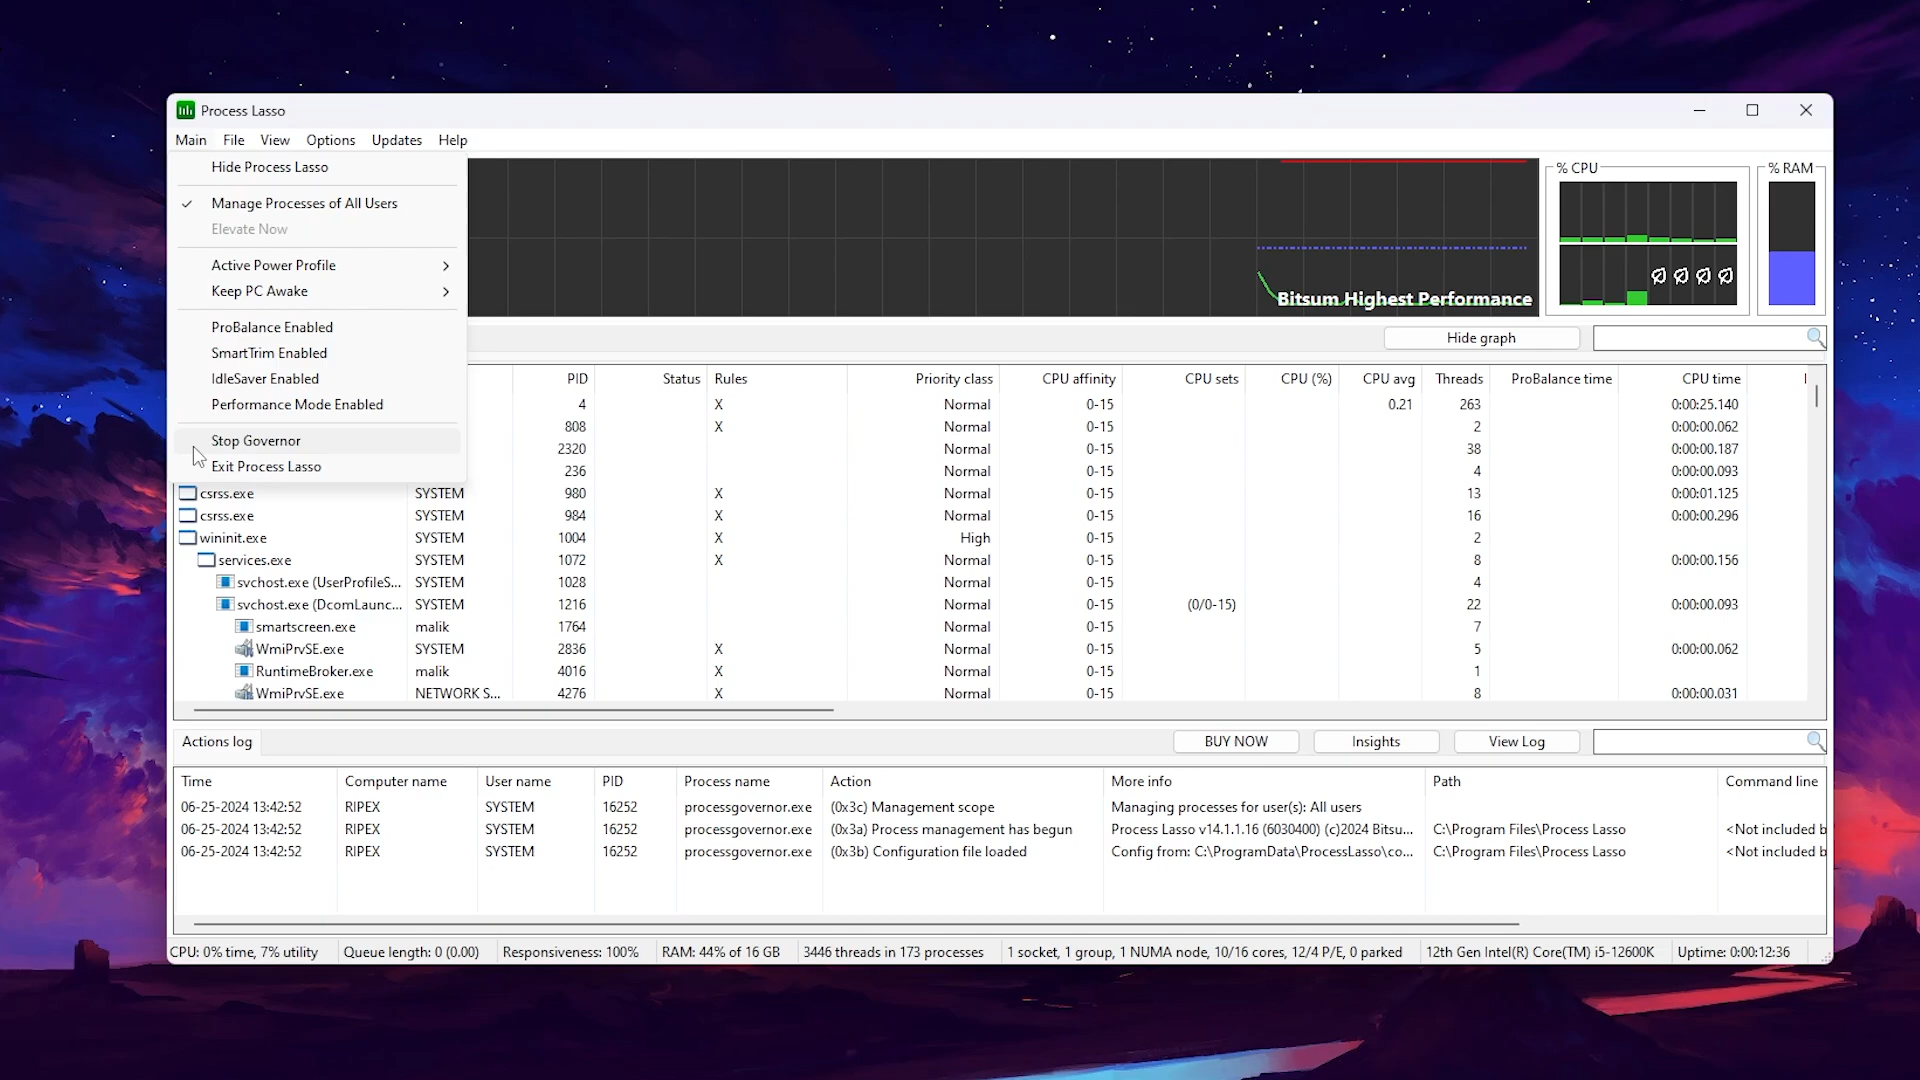 Process Lasso
Main File View Options Updates Help
Hide Process Lasso
Manage Processes of All Users
Elevate Now
Active Power Profile
Keep PC Awake
ProBalance Enabled
SmartTrim Enabled
IdleSaver Enabled
Performance Mode Enabled
Stop Governor
Exit Process Lasso
Bitsum Highest Performance
% CPU
% RAM
Hide graph
PID Status Rules Priority class CPU affinity CPU sets CPU (%) CPU avg Threads ProBalance time CPU time
4 X Normal 0-15 0.21 263 0:00:25.140
808 X Normal 0-15 2 0:00:00.062
2320 Normal 0-15 38 0:00:00.187
236 Normal 0-15 4 0:00:00.093
csrss.exe SYSTEM 980 X Normal 0-15 13 0:00:01.125
csrss.exe SYSTEM 984 X Normal 0-15 16 0:00:00.296
wininit.exe SYSTEM 1004 X High 0-15 2
services.exe SYSTEM 1072 X Normal 0-15 8 0:00:00.156
svchost.exe (UserProfileS... SYSTEM 1028 Normal 0-15 4
svchost.exe (DcomLaunc... SYSTEM 1216 Normal 0-15 (0/0-15) 22 0:00:00.093
smartscreen.exe malik 1764 Normal 0-15 7
WmiPrvSE.exe SYSTEM 2836 X Normal 0-15 5 0:00:00.062
RuntimeBroker.exe malik 4016 X Normal 0-15 1
WmiPrvSE.exe NETWORK S... 4276 X Normal 0-15 8 0:00:00.031
Actions log BUY NOW Insights View Log
Time Computer name User name PID Process name Action More info Path Command line
06-25-2024 13:42:52 RIPEX SYSTEM 16252 processgovernor.exe (0x3c) Management scope Managing processes for user(s): All users
06-25-2024 13:42:52 RIPEX SYSTEM 16252 processgovernor.exe (0x3a) Process management has begun Process Lasso v14.1.1.16 (6030400) (c)2024 Bitsu... C:\Program Files\Process Lasso <Not included b
06-25-2024 13:42:52 RIPEX SYSTEM 16252 processgovernor.exe (0x3b) Configuration file loaded Config from: C:\ProgramData\ProcessLasso\co... C:\Program Files\Process Lasso <Not included b
CPU: 0% time, 7% utility Queue length: 0 (0.00) Responsiveness: 100% RAM: 44% of 16 GB 3446 threads in 173 processes 1 socket, 1 group, 1 NUMA node, 10/16 cores, 12/4 P/E, 0 parked 12th Gen Intel(R) Core(TM) i5-12600K Uptime: 0:00:12:36